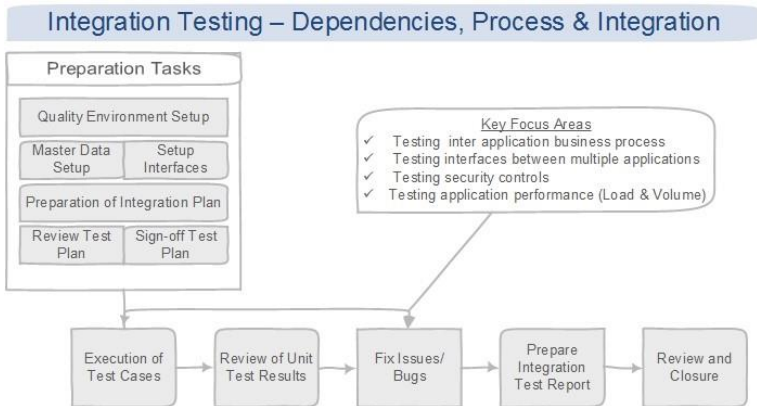 Integration Testing – Dependencies, Process & Integration
Preparation Tasks
Quality Environment Setup
Master Data
Setup
Setup
Interfaces
Preparation of Integration Plan
Review Test
Plan
Sign-off Test
Plan
Key Focus Areas
✓ Testing inter application business process
✓ Testing interfaces between multiple applications
✓ Testing security controls
✓ Testing application performance (Load & Volume)
Execution of
Test Cases
Review of Unit
Test Results
Fix Issues/
Bugs
Prepare
Integration
Test Report
Review and
Closure